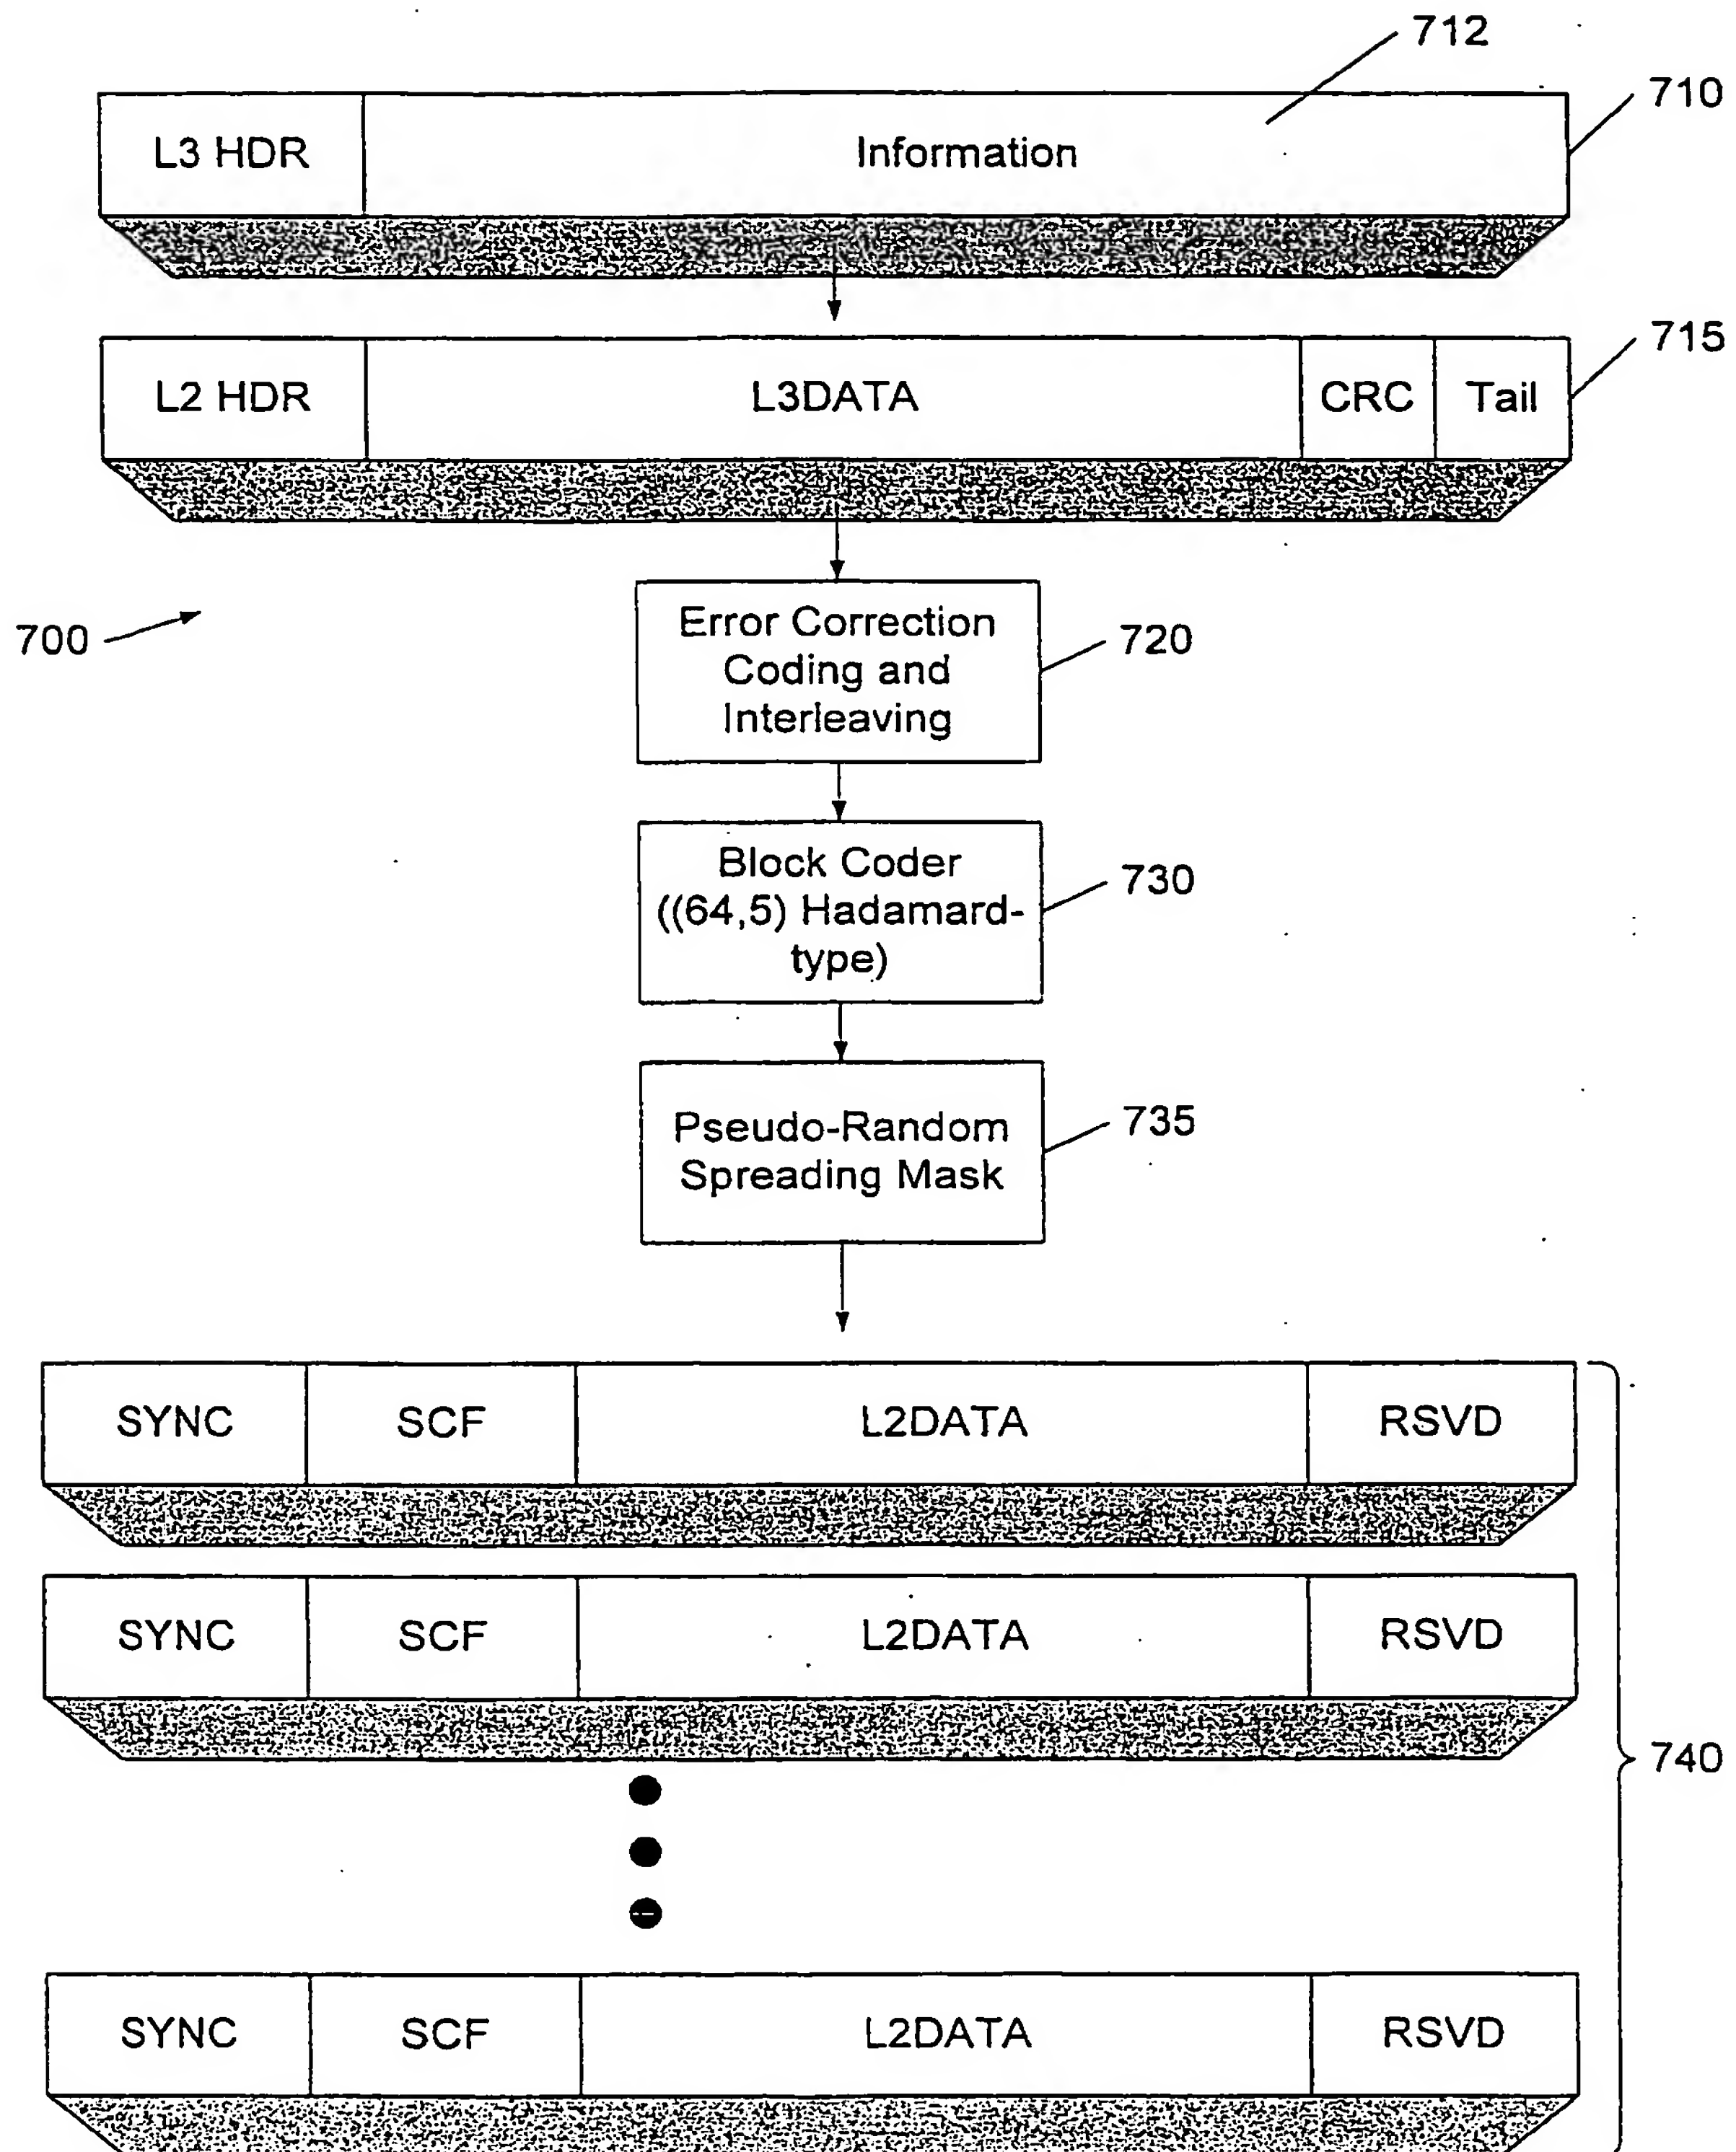 712
710
L3 HDR Information
715
L2 HDR L3DATA CRC Tail
700
Error Correction
Coding and
Interleaving
720
Block Coder
((64,5) Hadamard-
type)
730
Pseudo-Random
Spreading Mask
735
SYNC SCF L2DATA RSVD
SYNC SCF L2DATA RSVD
740
SYNC SCF L2DATA RSVD